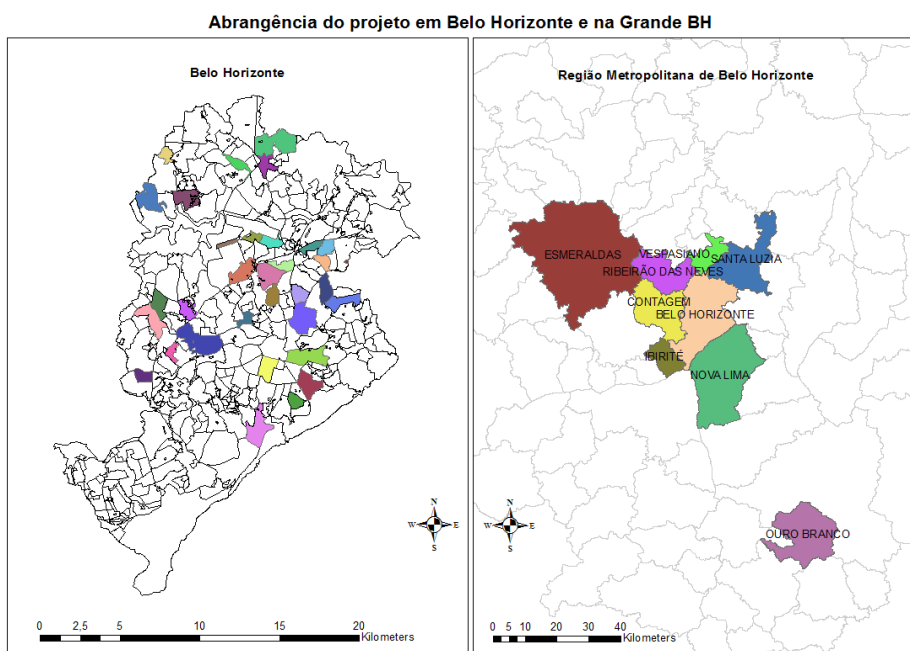 Abrangência do projeto em Belo Horizonte e na Grande BH
Belo Horizonte
N
W E
S
0 2,5 5 10 15 20
Kilometers
Região Metropolitana de Belo Horizonte
ESMERALDAS
VESPASIANO
SANTA LUZIA
RIBEIRÃO DAS NEVES
CONTAGEM
BELO HORIZONTE
IBIRITÉ
NOVA LIMA
OURO BRANCO
N
W E
S
0 5 10 20 30 40
Kilometers